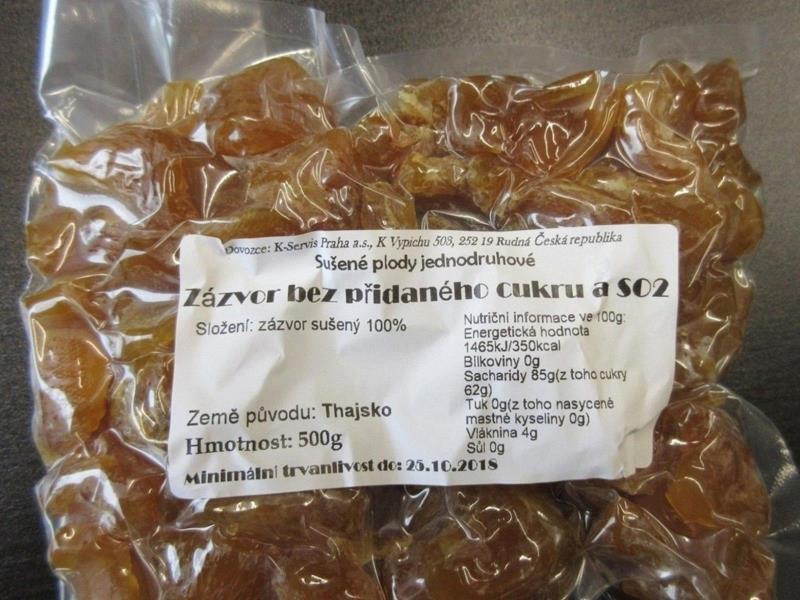 Dovozce: K-Servis Praha a.s., K Vypichu 503, 252 19 Rudná Česká republika
Sušené plody jednodruhové
Zázvor bez přidaného cukru a SO2
Složení: zázvor sušený 100%
Země původu: Thajsko
Hmotnost: 500g
Minimální trvanlivost do: 25.10.2018
Nutriční informace ve 100g:
Energetická hodnota
1465kJ/350kcal
Bílkoviny 0g
Sacharidy 85g(z toho cukry
62g)
Tuk 0g(z toho nasycené
mastné kyseliny 0g)
Vláknina 4g
Sůl 0g